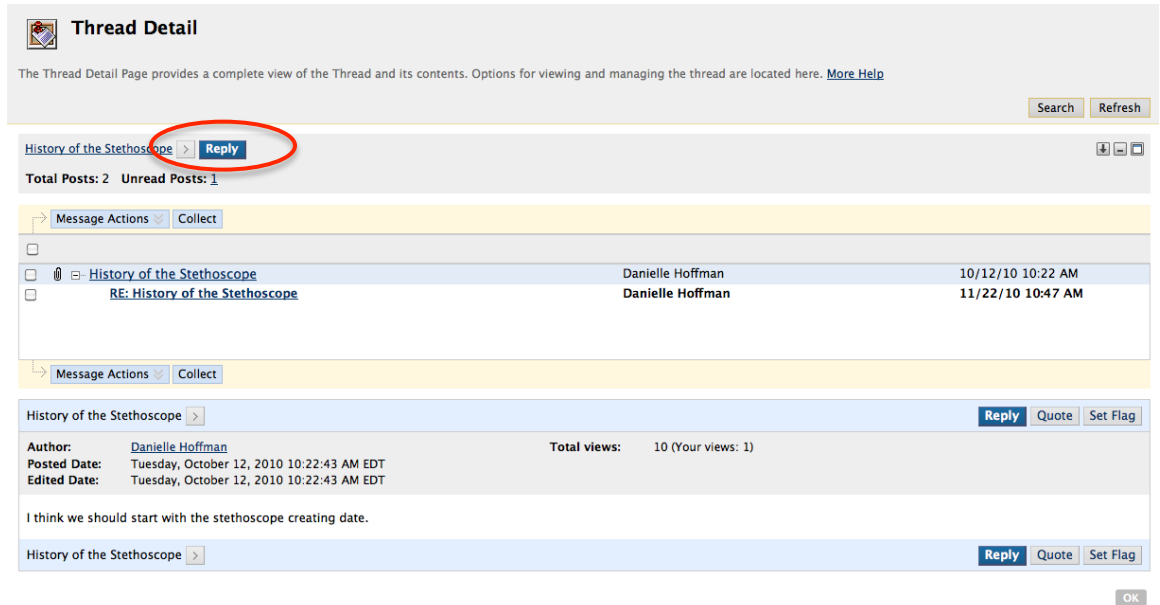 Thread Detail
The Thread Detail Page provides a complete view of the Thread and its contents. Options for viewing and managing the thread are located here. More Help
Search Refresh
History of the Stethoscope > Reply
Total Posts: 2 Unread Posts: 1
Message Actions Collect
History of the Stethoscope Danielle Hoffman 10/12/10 10:22 AM
RE: History of the Stethoscope Danielle Hoffman 11/22/10 10:47 AM
Message Actions Collect
History of the Stethoscope > Reply Quote Set Flag
Author: Danielle Hoffman Total views: 10 (Your views: 1)
Posted Date: Tuesday, October 12, 2010 10:22:43 AM EDT
Edited Date: Tuesday, October 12, 2010 10:22:43 AM EDT
I think we should start with the stethoscope creating date.
History of the Stethoscope > Reply Quote Set Flag
OK